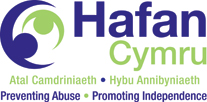 Hafan
Cymru
Atal Camdriniaeth • Hybu Annibyniaeth
Preventing Abuse • Promoting Independence